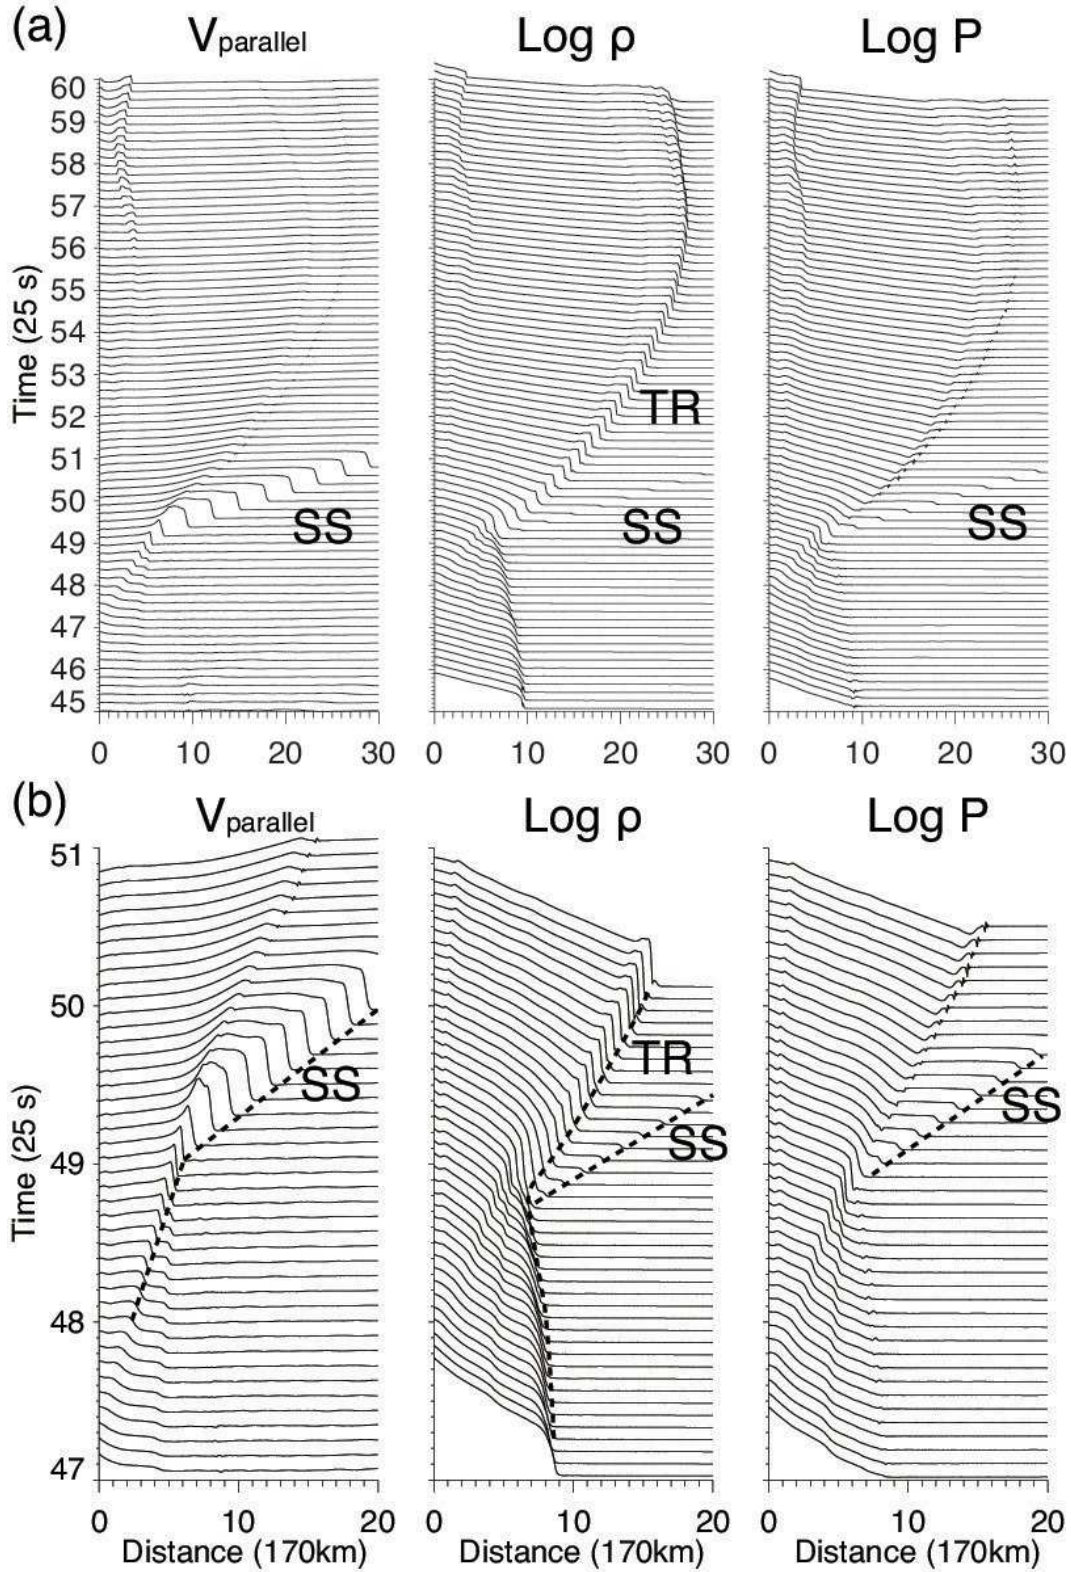 (a) V parallel Log ρ Log P
60
59
58
57
56
55
54
53
52
51
50
49
48
47
46
45
Time (25 s)
TR
SS SS SS
0 10 20 30 0 10 20 30 0 10 20 30
(b) V parallel Log ρ Log P
51
50
49
48
47
Time (25 s)
TR
SS SS SS
0 10 20 0 10 20 0 10 20
Distance (170km) Distance (170km) Distance (170km)